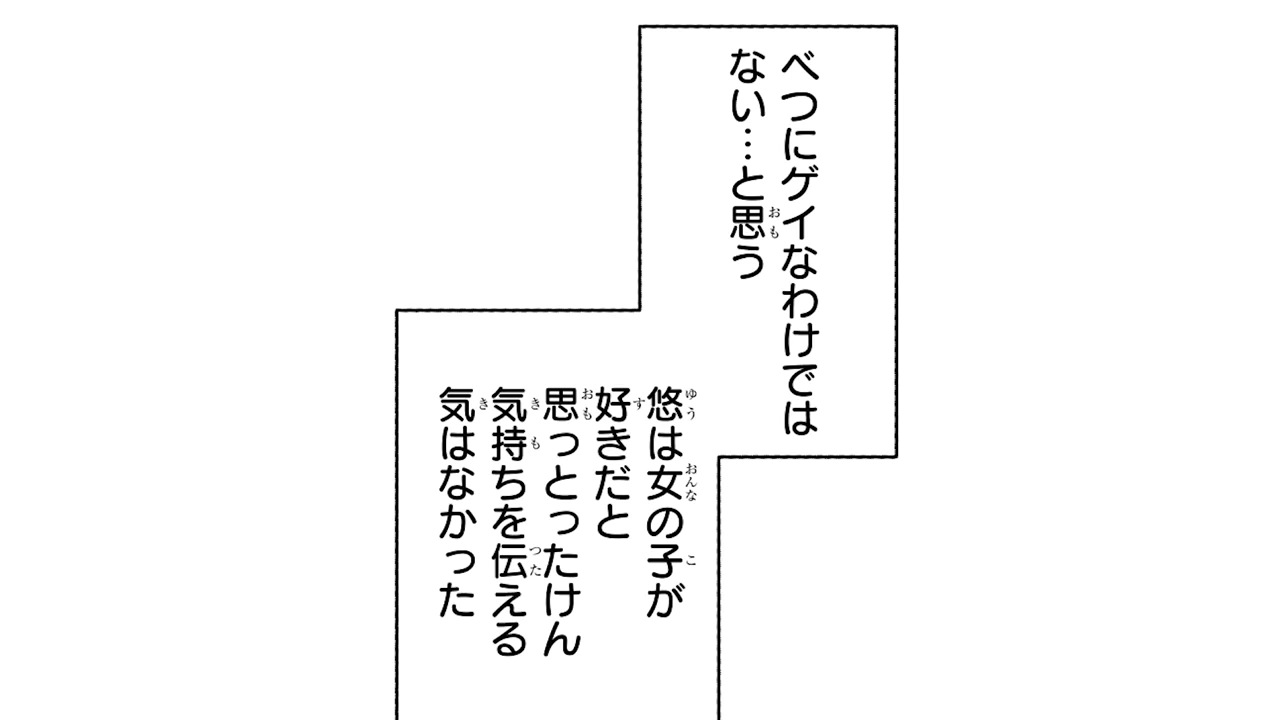 べつにゲイなわけでは
ない…と思う
悠は女の子が
好きだと
思っとったけん
気持ちを伝える
気はなかった